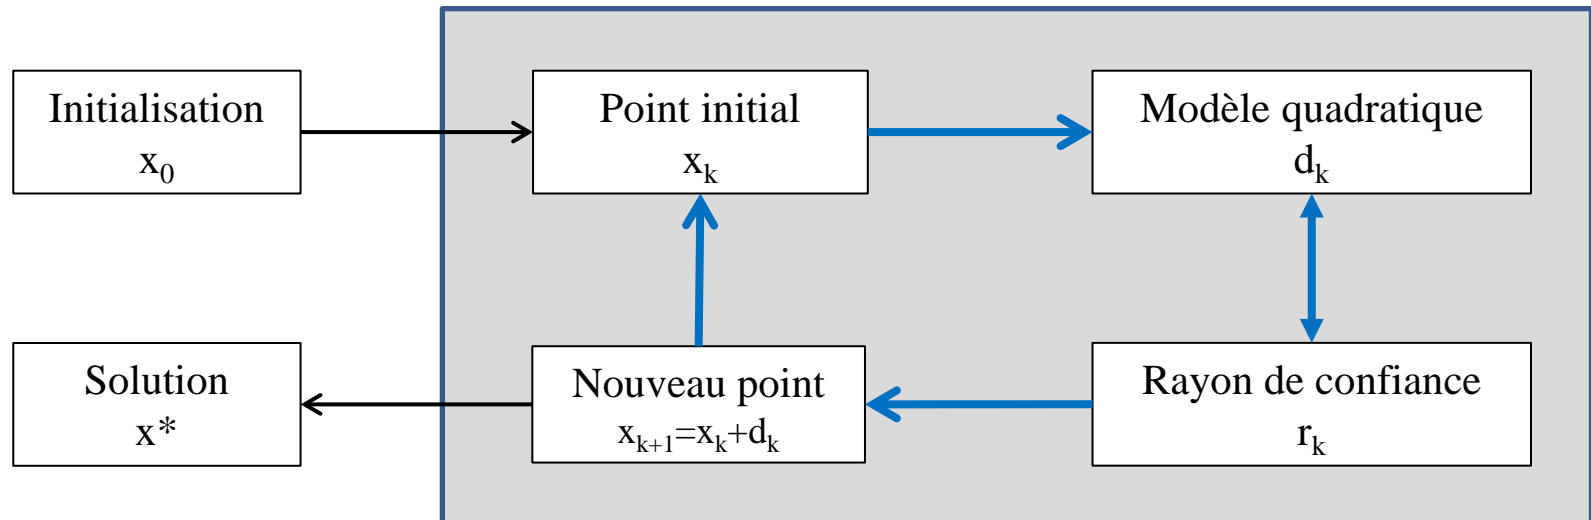 Initialisation
x₀
Point initial
xₖ
Modèle quadratique
dₖ
Solution
x*
Nouveau point
xₖ₊₁=xₖ+dₖ
Rayon de confiance
rₖ